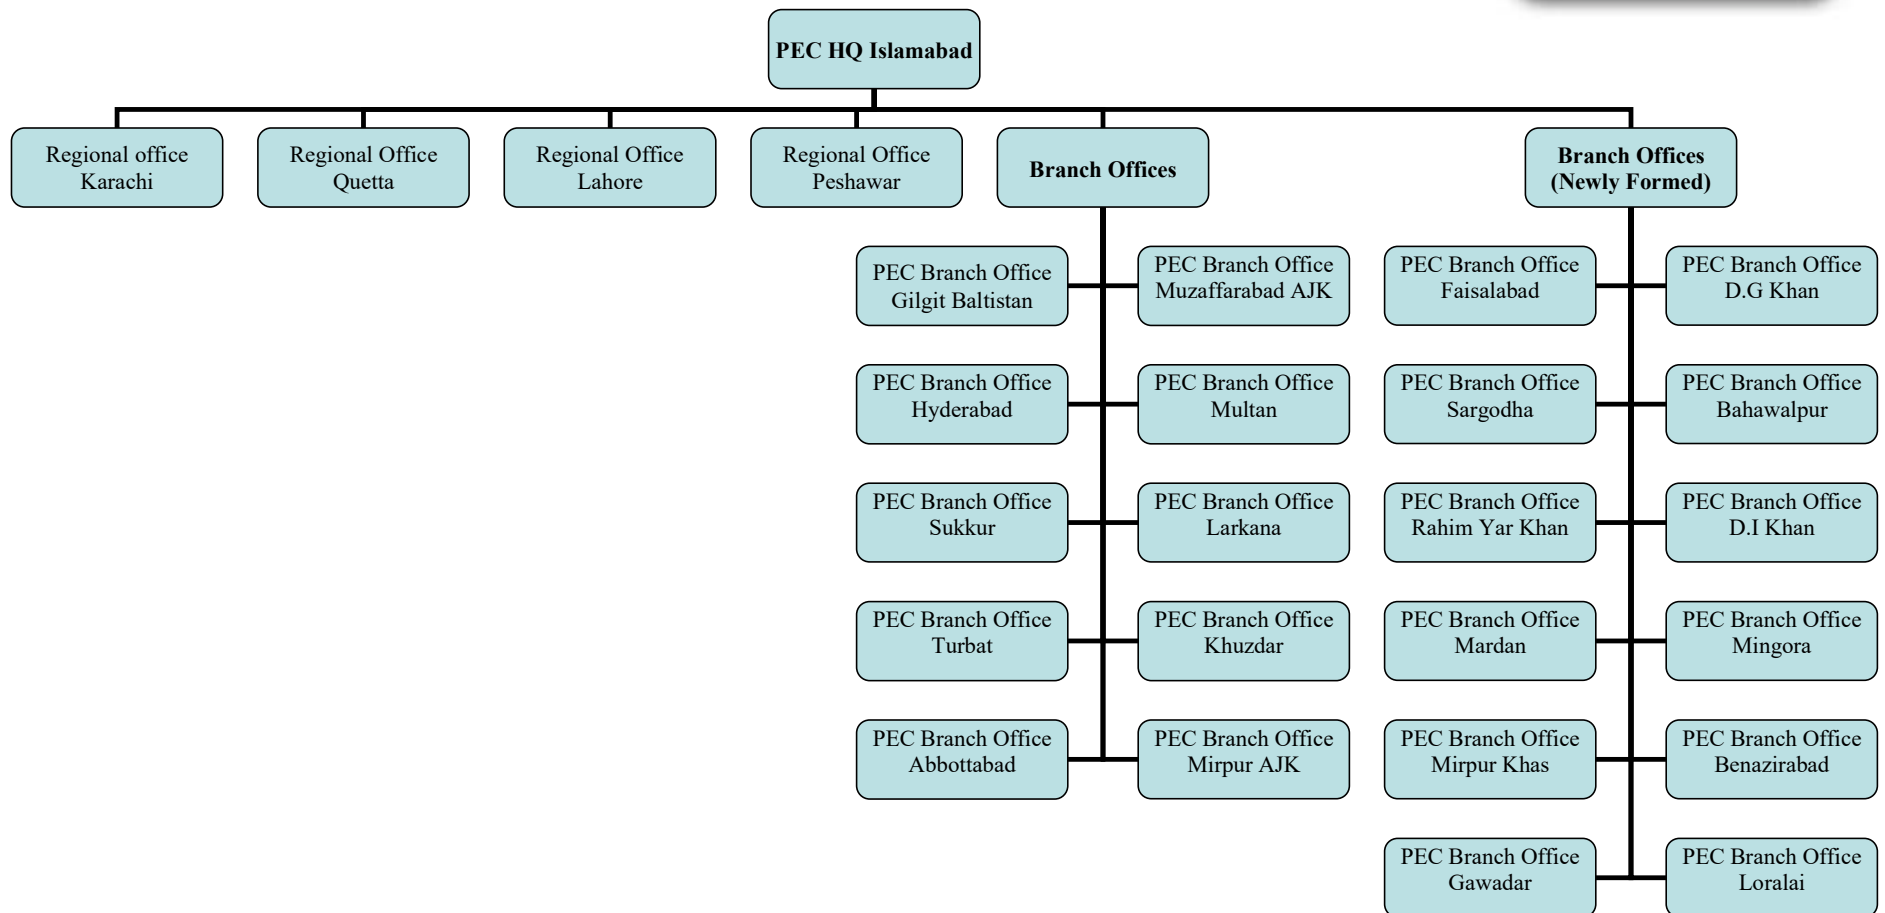 PEC HQ Islamabad
Regional office
Karachi
Regional Office
Quetta
Regional Office
Lahore
Regional Office
Peshawar
Branch Offices
Branch Offices
(Newly Formed)
PEC Branch Office
Gilgit Baltistan
PEC Branch Office
Muzaffarabad AJK
PEC Branch Office
Hyderabad
PEC Branch Office
Multan
PEC Branch Office
Sukkur
PEC Branch Office
Larkana
PEC Branch Office
Turbat
PEC Branch Office
Khuzdar
PEC Branch Office
Abbottabad
PEC Branch Office
Mirpur AJK
PEC Branch Office
Faisalabad
PEC Branch Office
D.G Khan
PEC Branch Office
Sargodha
PEC Branch Office
Bahawalpur
PEC Branch Office
Rahim Yar Khan
PEC Branch Office
D.I Khan
PEC Branch Office
Mardan
PEC Branch Office
Mingora
PEC Branch Office
Mirpur Khas
PEC Branch Office
Benazirabad
PEC Branch Office
Gawadar
PEC Branch Office
Loralai